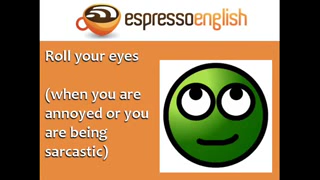 espressoenglish
Roll your eyes
(when you are
annoyed or you
are being
sarcastic)